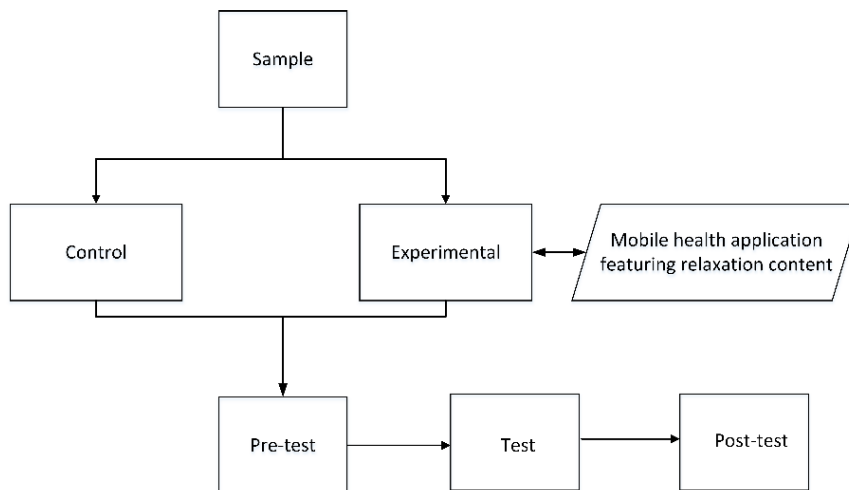 Sample
Control
Experimental
Mobile health application
featuring relaxation content
Pre-test
Test
Post-test